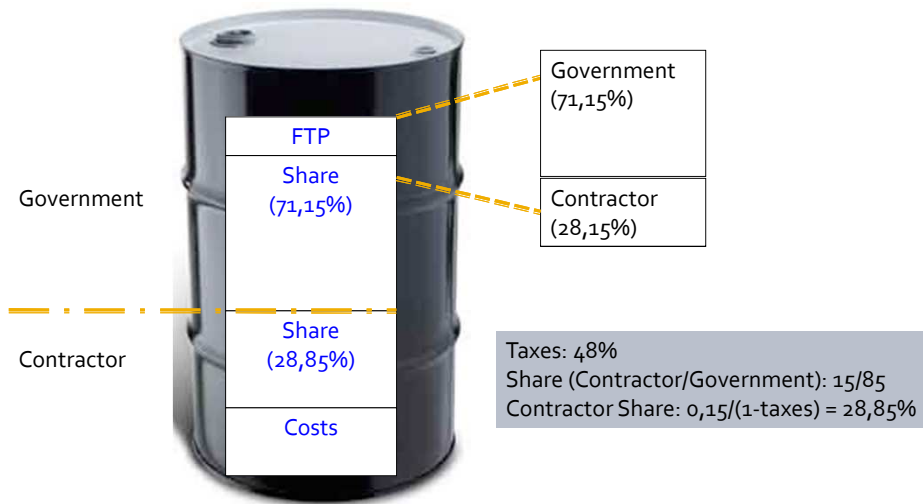 Government
(71,15%)
FTP
Share
(71,15%)
Government
Contractor
(28,15%)
Share
(28,85%)
Contractor
Costs
Taxes: 48%
Share (Contractor/Government): 15/85
Contractor Share: 0,15/(1-taxes) = 28,85%